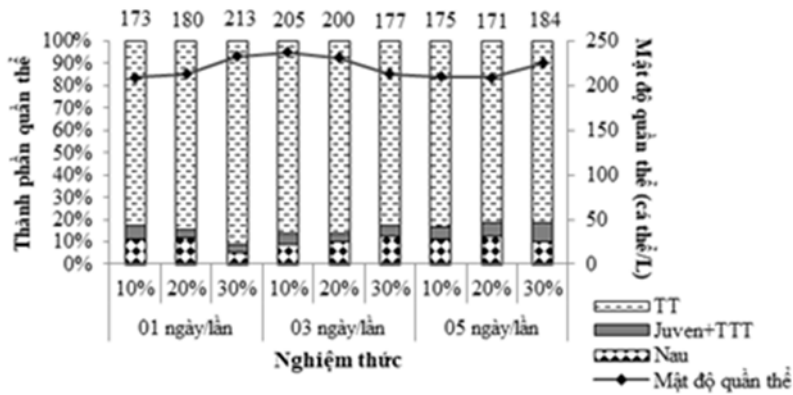 173 180 213 205 200 177 175 171 184
Thành phần quần thể
100%
90%
80%
70%
60%
50%
40%
30%
20%
10%
0%
250
200
150
100
50
0
Mật độ quần thể (cá thể/L)
10% 20% 30% 10% 20% 30% 10% 20% 30%
01 ngày/lần 03 ngày/lần 05 ngày/lần
Nghiệm thức
TT
Juven+TTT
Nau
Mật độ quần thể